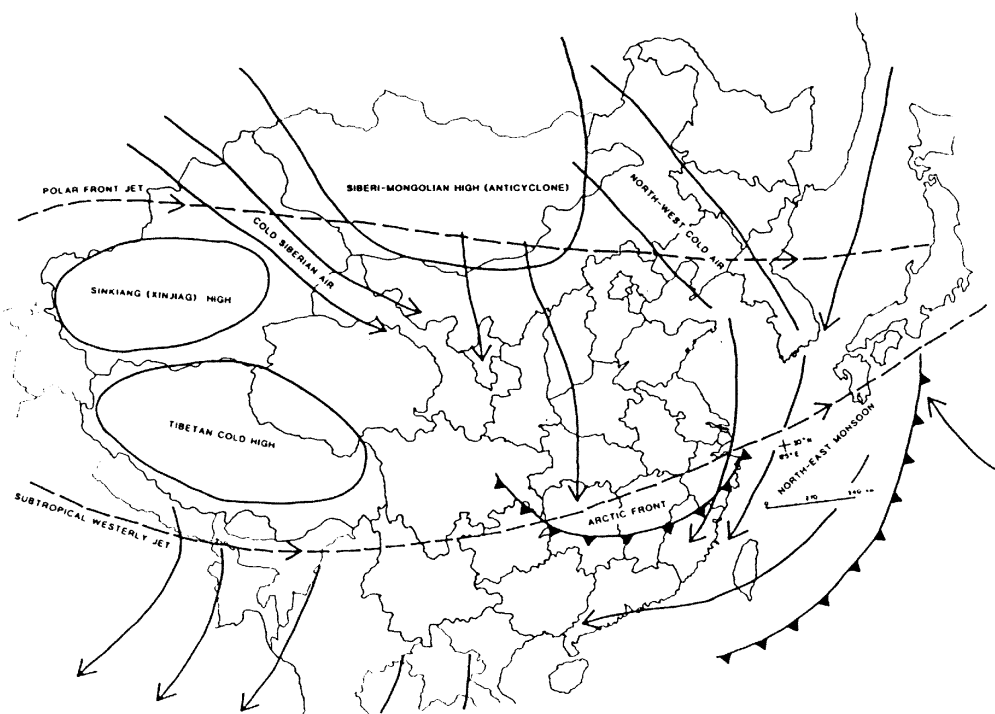 POLAR FRONT JET
SIBERI-MONGOLIAN HIGH (ANTICYCLONE)
NORTH-WEST COLD AIR
COLD SIBERIAN AIR
SINKIANG (XINJIAG) HIGH
TIBETAN COLD HIGH
SUBTROPICAL WESTERLY JET
ARCTIC FRONT
NORTH-EAST MONSOON
0